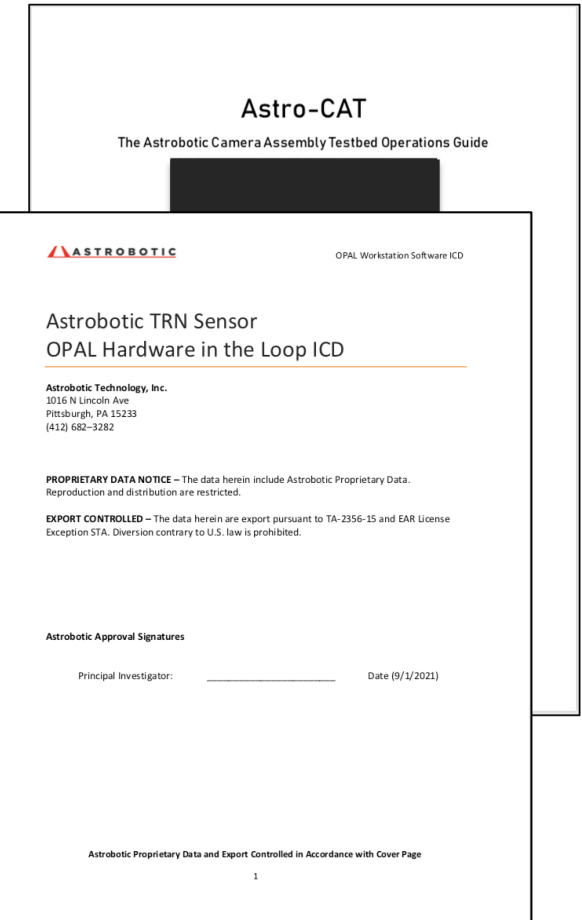 Astro-CAT
The Astrobotic Camera Assembly Testbed Operations Guide
ASTROBOTIC
OPAL Workstation Software ICD
Astrobotic TRN Sensor
OPAL Hardware in the Loop ICD
Astrobotic Technology, Inc.
1016 N Lincoln Ave
Pittsburgh, PA 15233
(412) 682–3282
PROPRIETARY DATA NOTICE – The data herein include Astrobotic Proprietary Data.
Reproduction and distribution are restricted.
EXPORT CONTROLLED – The data herein are export pursuant to TA-2356-15 and EAR License
Exception STA. Diversion contrary to U.S. law is prohibited.
Astrobotic Approval Signatures
Principal Investigator: ________________________ Date (9/1/2021)
Astrobotic Proprietary Data and Export Controlled in Accordance with Cover Page
1